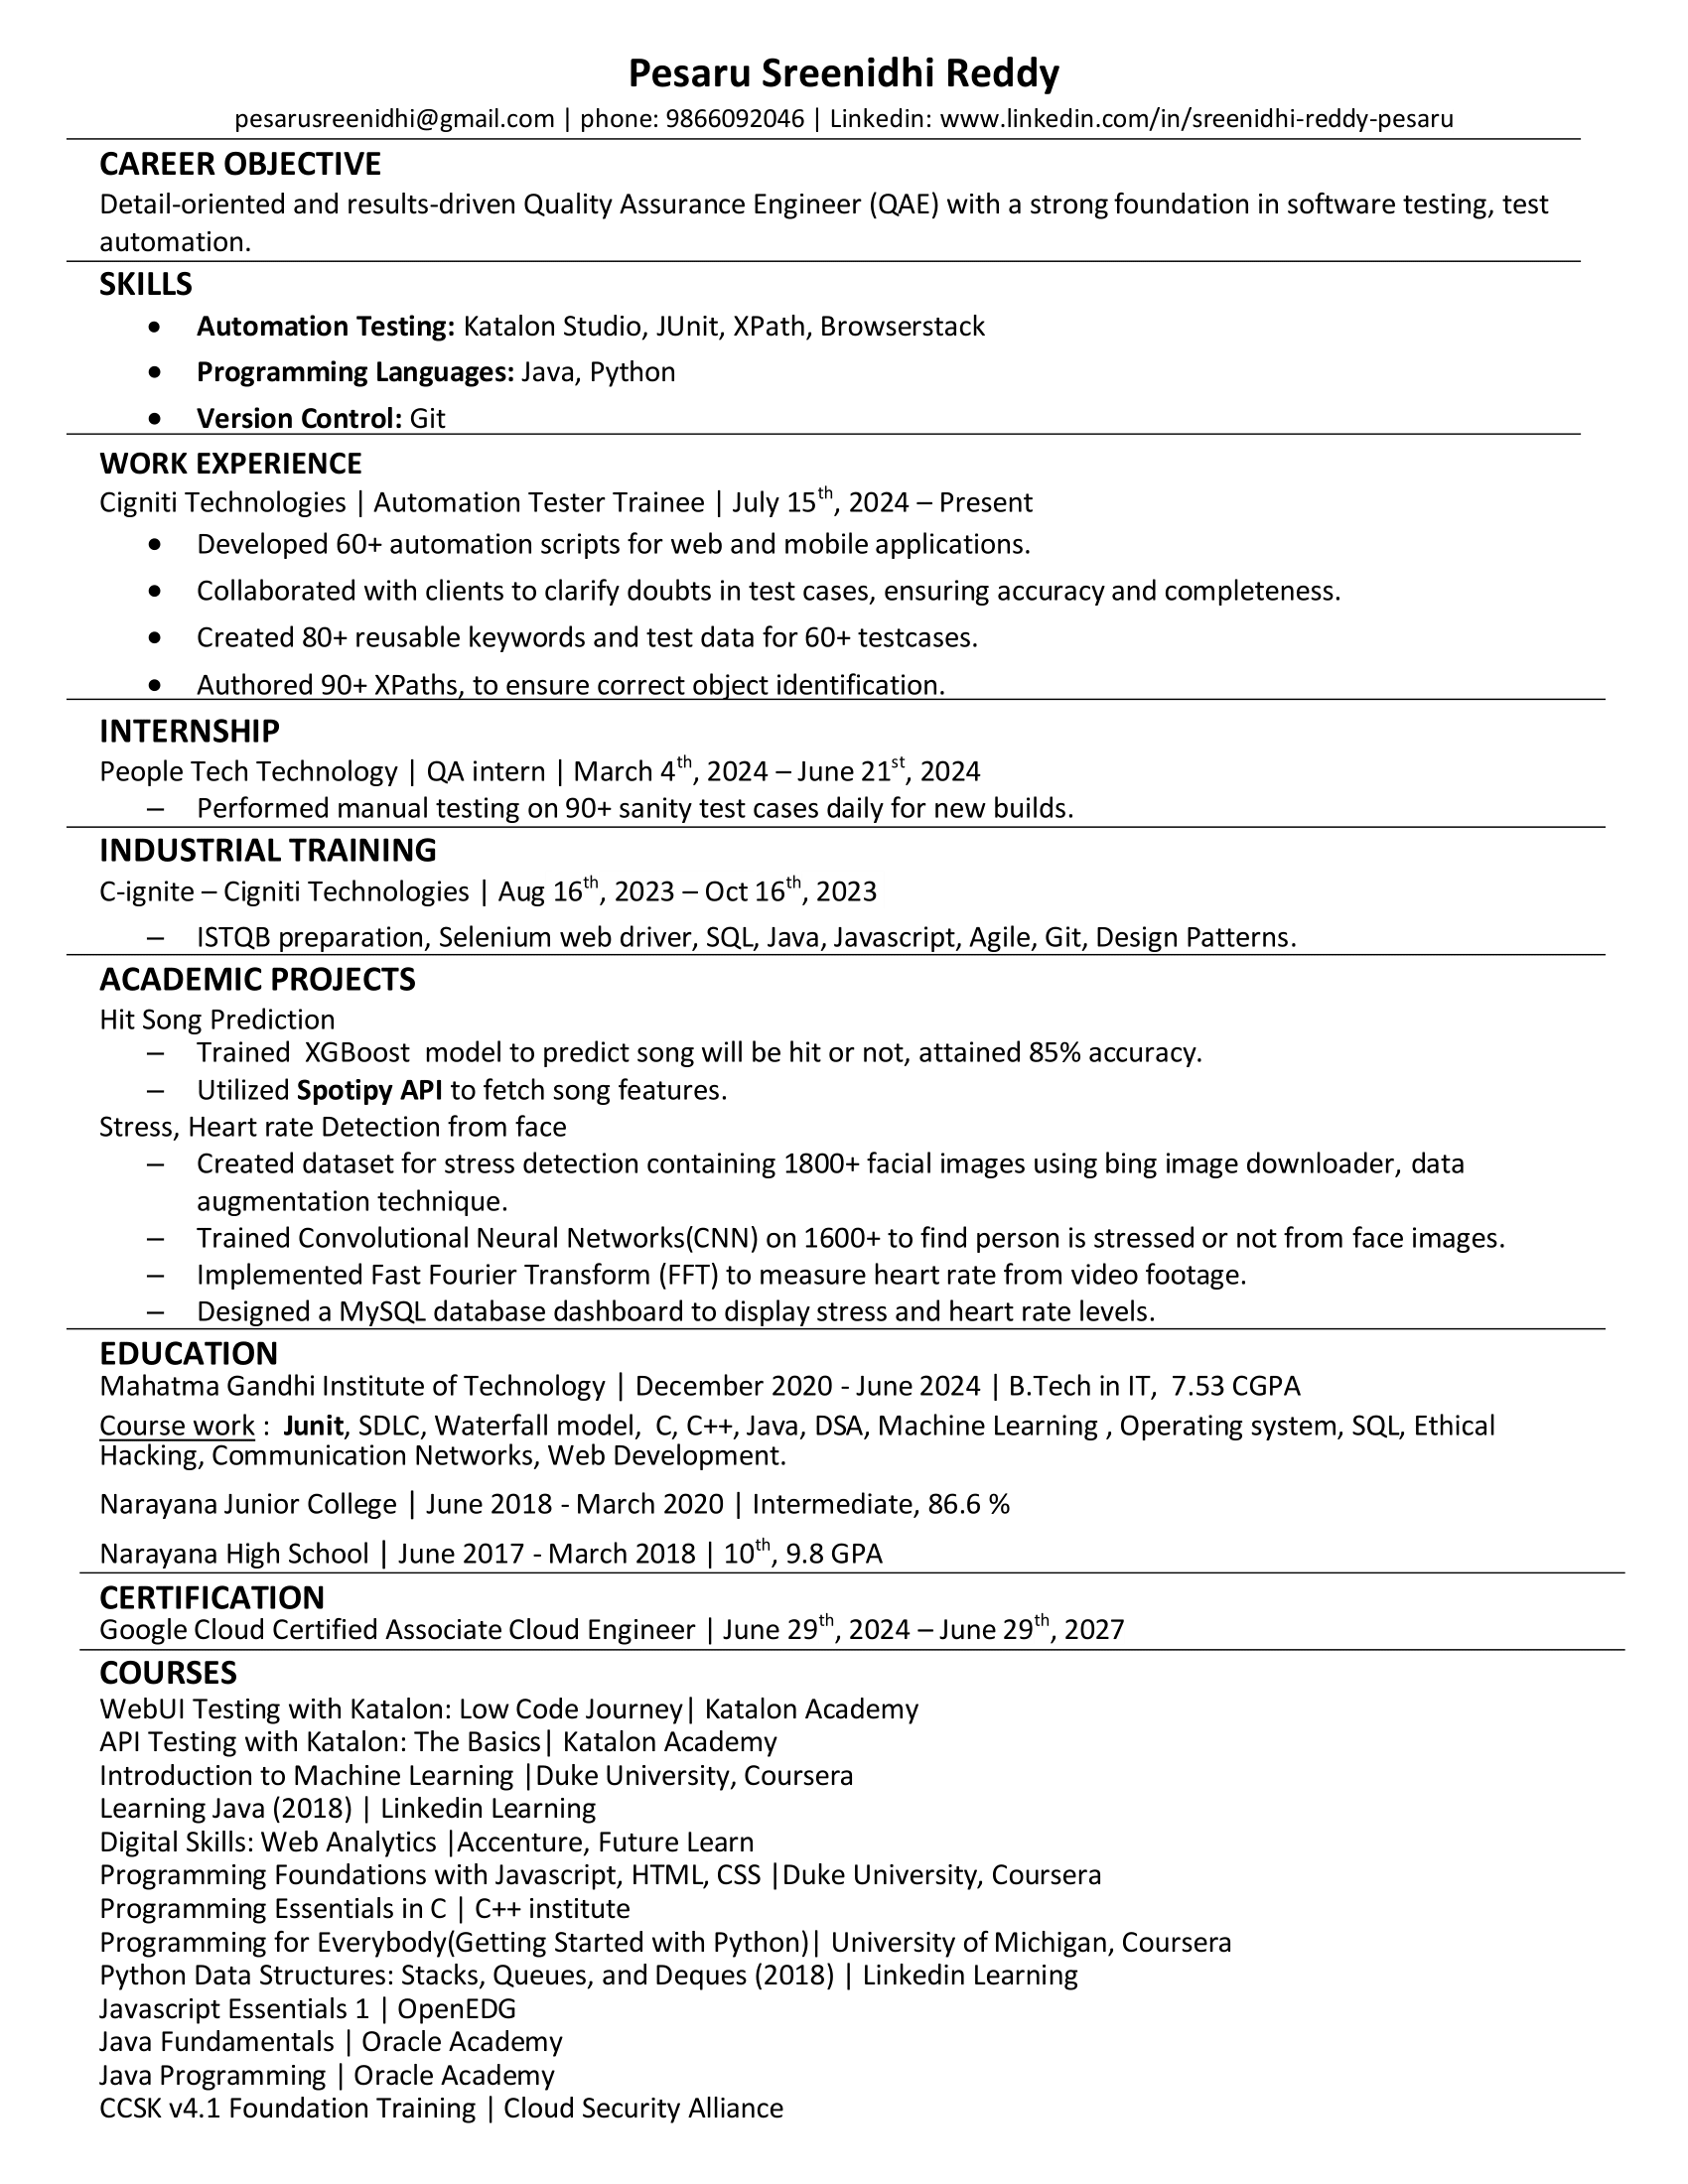 Pesaru Sreenidhi Reddy
pesarusreenidhi@gmail.com | phone: 9866092046 | Linkedin: www.linkedin.com/in/sreenidhi-reddy-pesaru
CAREER OBJECTIVE
Detail-oriented and results-driven Quality Assurance Engineer (QAE) with a strong foundation in software testing, test
automation.
SKILLS
• Automation Testing: Katalon Studio, JUnit, XPath, Browserstack
• Programming Languages: Java, Python
• Version Control: Git
WORK EXPERIENCE
Cigniti Technologies | Automation Tester Trainee | July 15th, 2024 – Present
• Developed 60+ automation scripts for web and mobile applications.
• Collaborated with clients to clarify doubts in test cases, ensuring accuracy and completeness.
• Created 80+ reusable keywords and test data for 60+ testcases.
• Authored 90+ XPaths, to ensure correct object identification.
INTERNSHIP
People Tech Technology | QA intern | March 4th, 2024 – June 21st, 2024
– Performed manual testing on 90+ sanity test cases daily for new builds.
INDUSTRIAL TRAINING
C-ignite – Cigniti Technologies | Aug 16th, 2023 – Oct 16th, 2023
– ISTQB preparation, Selenium web driver, SQL, Java, Javascript, Agile, Git, Design Patterns.
ACADEMIC PROJECTS
Hit Song Prediction
– Trained XGBoost model to predict song will be hit or not, attained 85% accuracy.
– Utilized Spotipy API to fetch song features.
Stress, Heart rate Detection from face
– Created dataset for stress detection containing 1800+ facial images using bing image downloader, data
augmentation technique.
– Trained Convolutional Neural Networks(CNN) on 1600+ to find person is stressed or not from face images.
– Implemented Fast Fourier Transform (FFT) to measure heart rate from video footage.
– Designed a MySQL database dashboard to display stress and heart rate levels.
EDUCATION
Mahatma Gandhi Institute of Technology | December 2020 - June 2024 | B.Tech in IT, 7.53 CGPA
Course work : Junit, SDLC, Waterfall model, C, C++, Java, DSA, Machine Learning , Operating system, SQL, Ethical
Hacking, Communication Networks, Web Development.
Narayana Junior College | June 2018 - March 2020 | Intermediate, 86.6 %
Narayana High School | June 2017 - March 2018 | 10th, 9.8 GPA
CERTIFICATION
Google Cloud Certified Associate Cloud Engineer | June 29th, 2024 – June 29th, 2027
COURSES
WebUI Testing with Katalon: Low Code Journey| Katalon Academy
API Testing with Katalon: The Basics| Katalon Academy
Introduction to Machine Learning |Duke University, Coursera
Learning Java (2018) | Linkedin Learning
Digital Skills: Web Analytics |Accenture, Future Learn
Programming Foundations with Javascript, HTML, CSS |Duke University, Coursera
Programming Essentials in C | C++ institute
Programming for Everybody(Getting Started with Python)| University of Michigan, Coursera
Python Data Structures: Stacks, Queues, and Deques (2018) | Linkedin Learning
Javascript Essentials 1 | OpenEDG
Java Fundamentals | Oracle Academy
Java Programming | Oracle Academy
CCSK v4.1 Foundation Training | Cloud Security Alliance